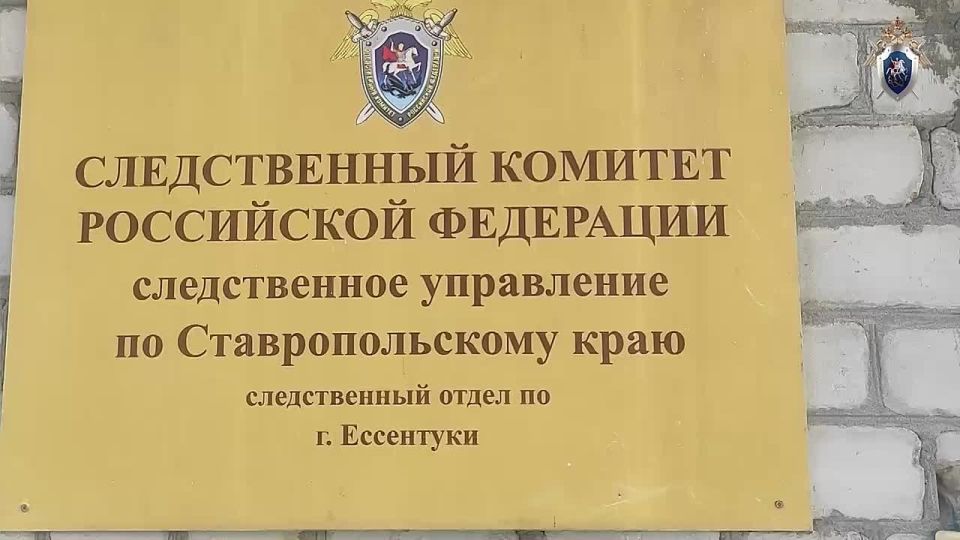 СЛЕДСТВЕННЫЙ КОМИТЕТ
РОССИЙСКОЙ ФЕДЕРАЦИИ
следственное управление
по Ставропольскому краю
следственный отдел по
г. Ессентуки